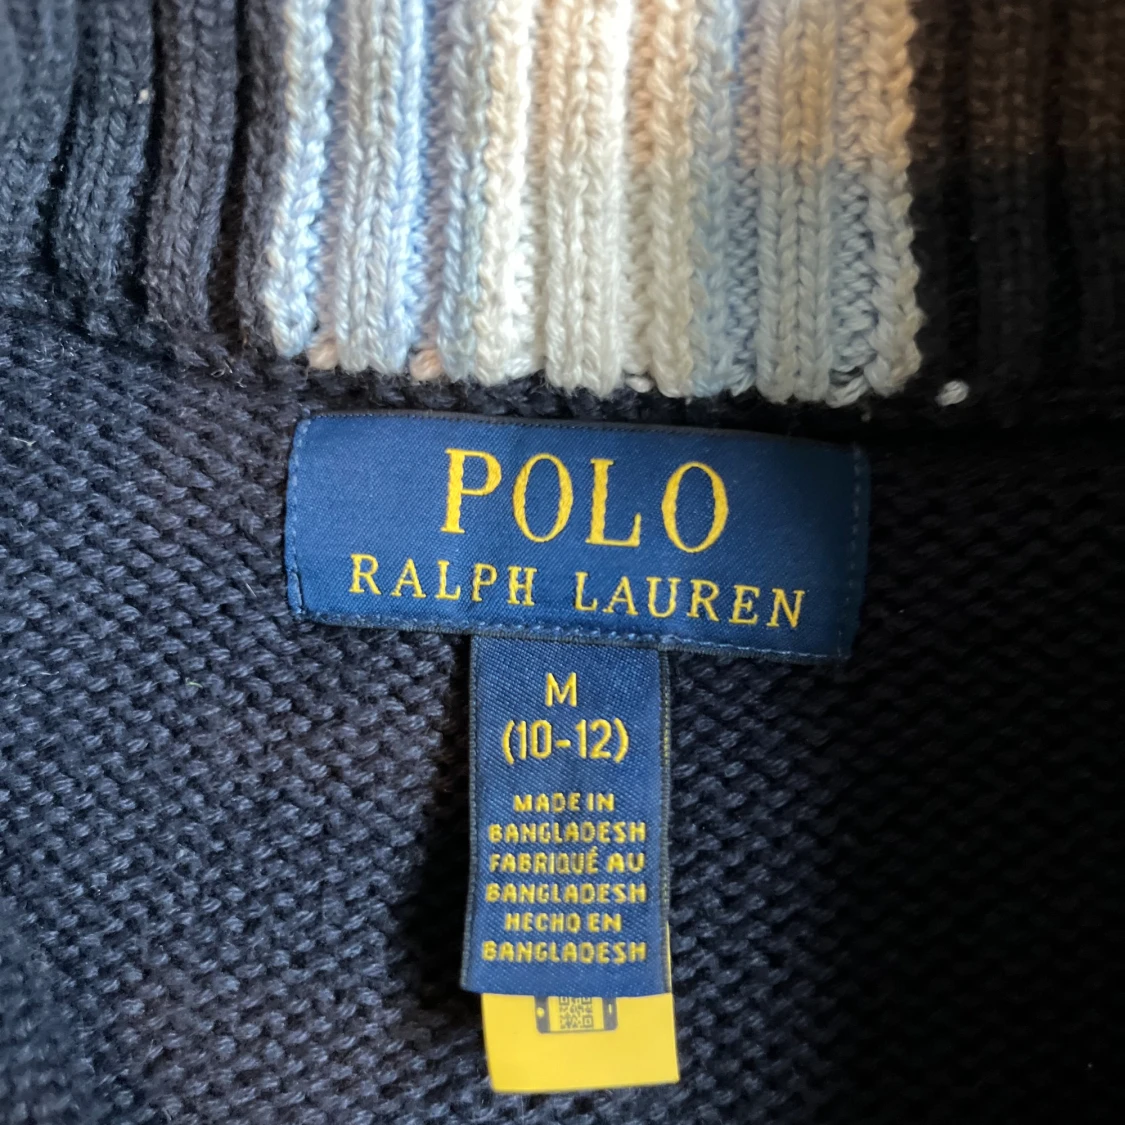 POLO
RALPH LAUREN
M
(10-12)
MADE IN
BANGLADESH
FABRIQUÉ AU
BANGLADESH
HECHO EN
BANGLADESH